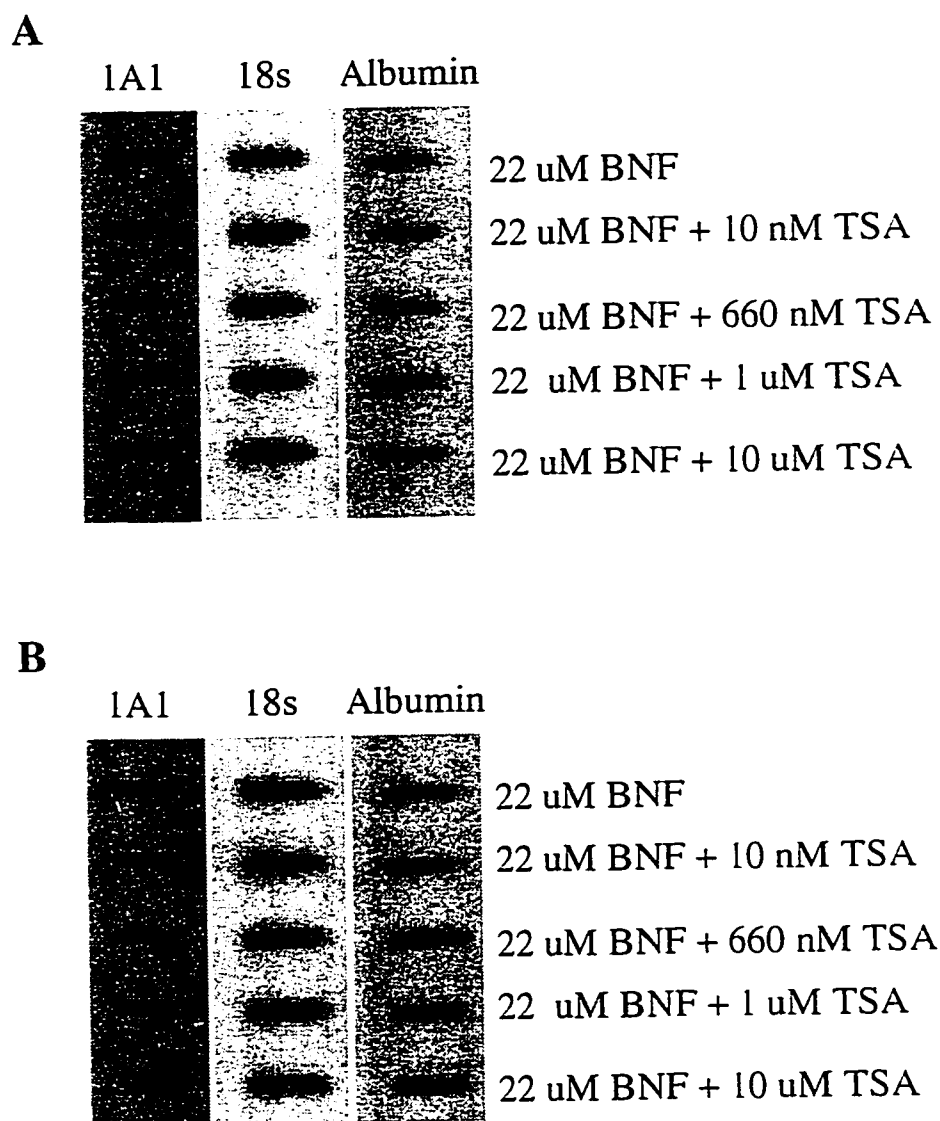 A
1A1 18s Albumin
22 uM BNF
22 uM BNF + 10 nM TSA
22 uM BNF + 660 nM TSA
22 uM BNF + 1 uM TSA
22 uM BNF + 10 uM TSA
B
1A1 18s Albumin
22 uM BNF
22 uM BNF + 10 nM TSA
22 uM BNF + 660 nM TSA
22 uM BNF + 1 uM TSA
22 uM BNF + 10 uM TSA